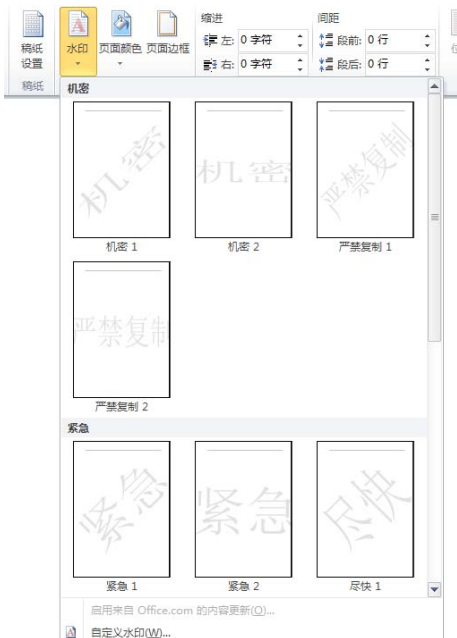 缩进 间距
稿纸设置 水印 页面颜色 页面边框 左: 0 字符 段前: 0 行
右: 0 字符 段后: 0 行
稿纸
机密
机密 机密 严禁复制
机密 1 机密 2 严禁复制 1
严禁复制
严禁复制 2
紧急
紧急 紧急 尽快
紧急 1 紧急 2 尽快 1
启用来自 Office.com 的内容更新(O)...
自定义水印(W)...